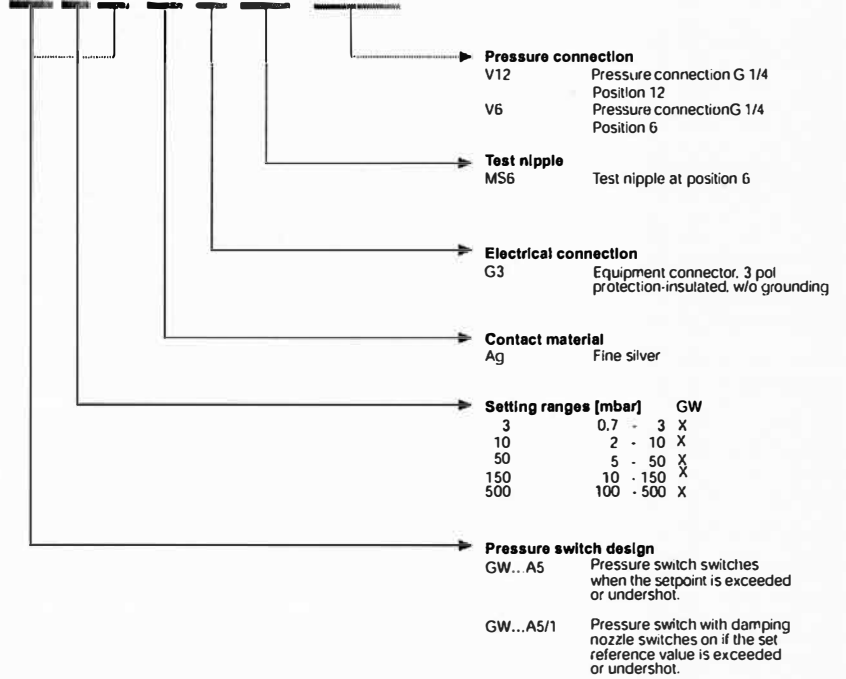 Pressure connection
V12 Pressure connection G 1/4
Position 12
V6 Pressure connectionG 1/4
Position 6
Test nipple
MS6 Test nipple at position 6
Electrical connection
G3 Equipment connector, 3 pol
protection-insulated, w/o grounding
Contact material
Ag Fine silver
Setting ranges [mbar] GW
3 0.7 - 3 X
10 2 - 10 X
50 5 - 50 X
150 10 - 150 X
500 100 - 500 X
Pressure switch design
GW...A5 Pressure switch switches
when the setpoint is exceeded
or undershot.
GW...A5/1 Pressure switch with damping
nozzle switches on if the set
reference value is exceeded
or undershot.